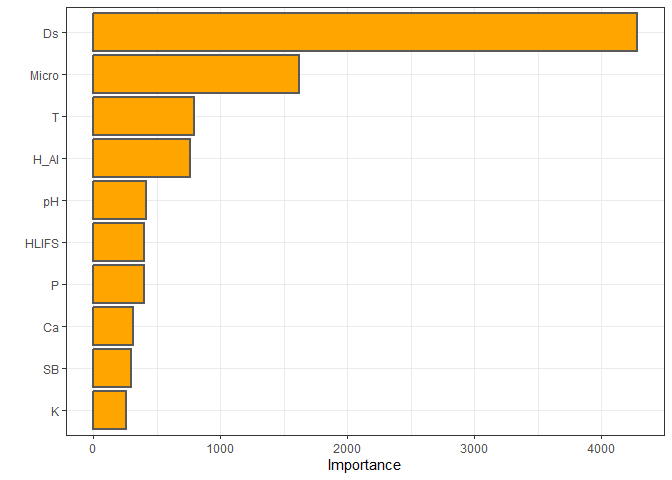 Ds
Micro
T
H_Al
pH
HLIFS
P
Ca
SB
K
0 1000 2000 3000 4000
Importance